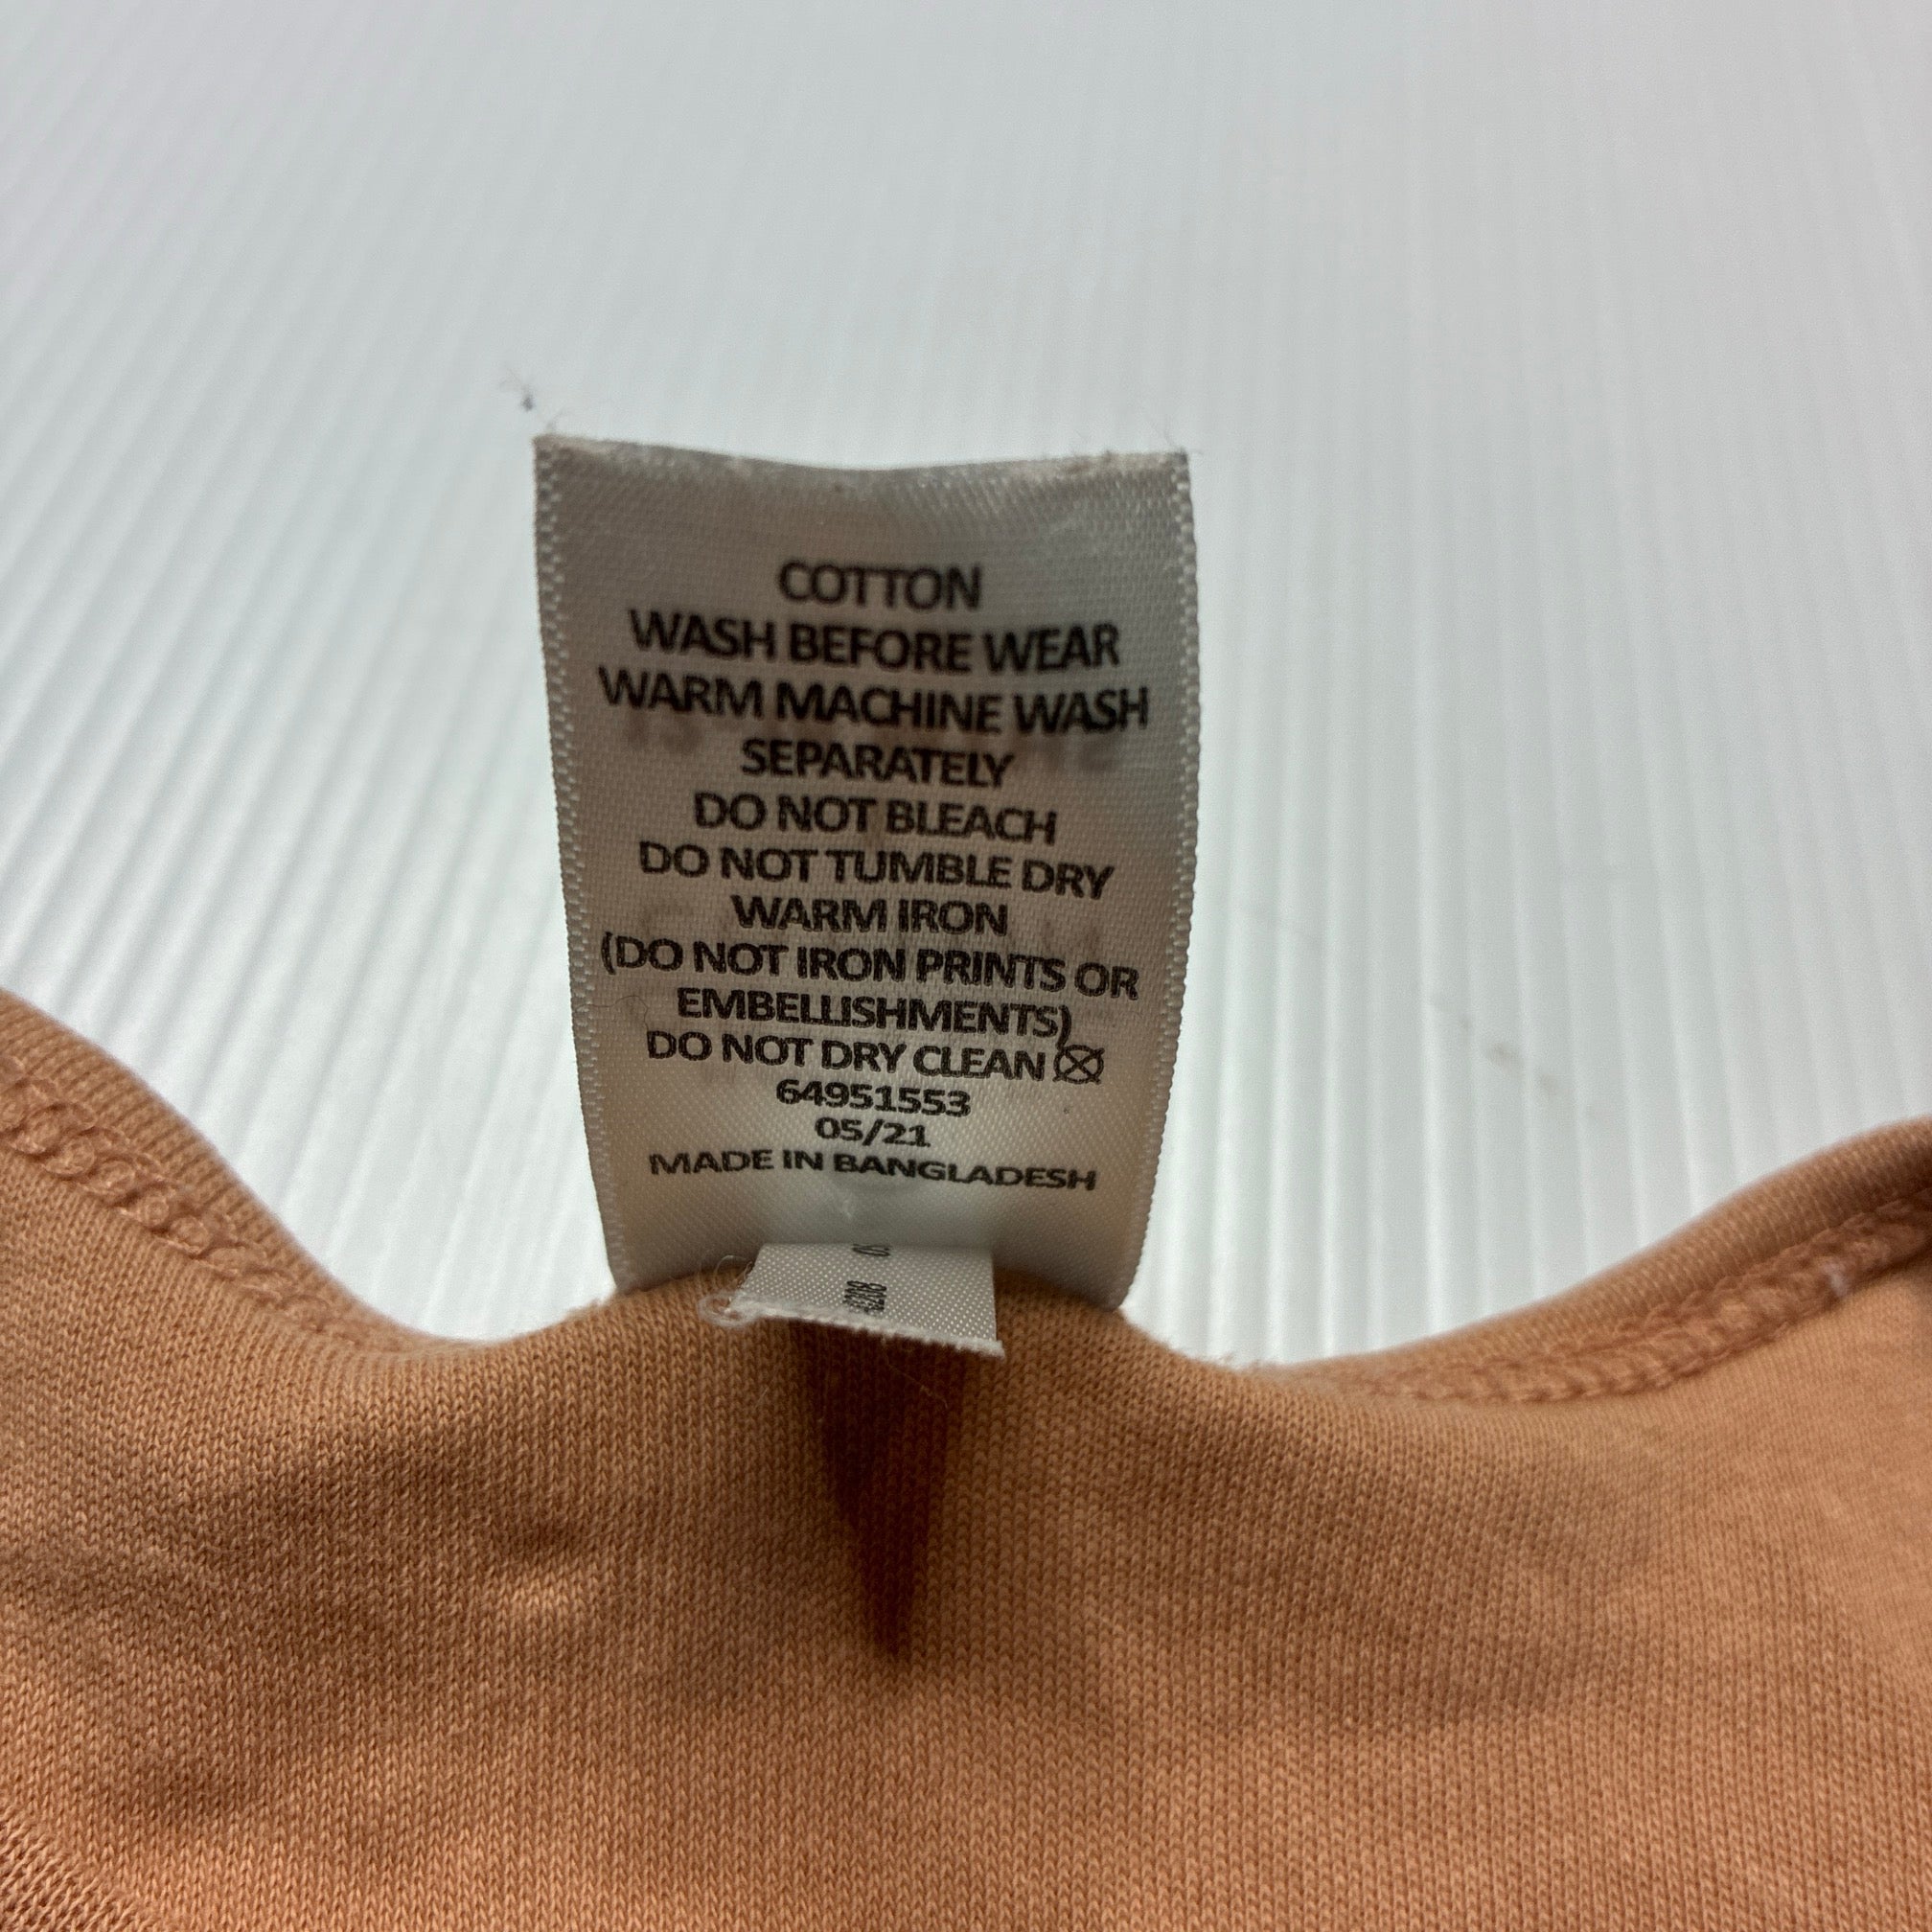 COTTON
WASH BEFORE WEAR
WARM MACHINE WASH
SEPARATELY
DO NOT BLEACH
DO NOT TUMBLE DRY
WARM IRON
(DO NOT IRON PRINTS OR
EMBELLISHMENTS)
DO NOT DRY CLEAN
64951553
05/21
MADE IN BANGLADESH